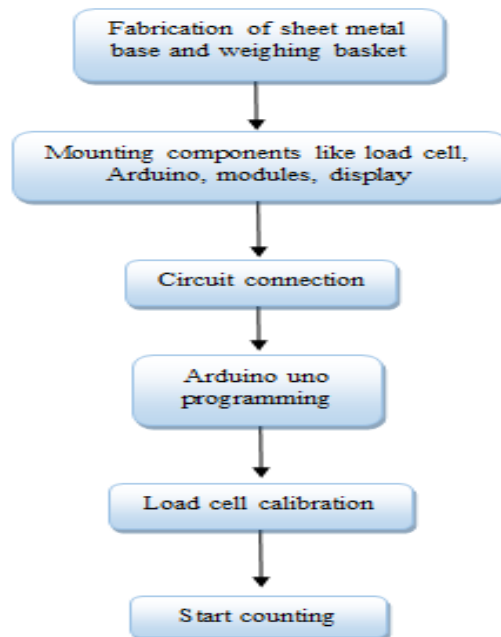 Fabrication of sheet metal
base and weighing basket
Mounting components like load cell,
Arduino, modules, display
Circuit connection
Arduino uno
programming
Load cell calibration
Start counting